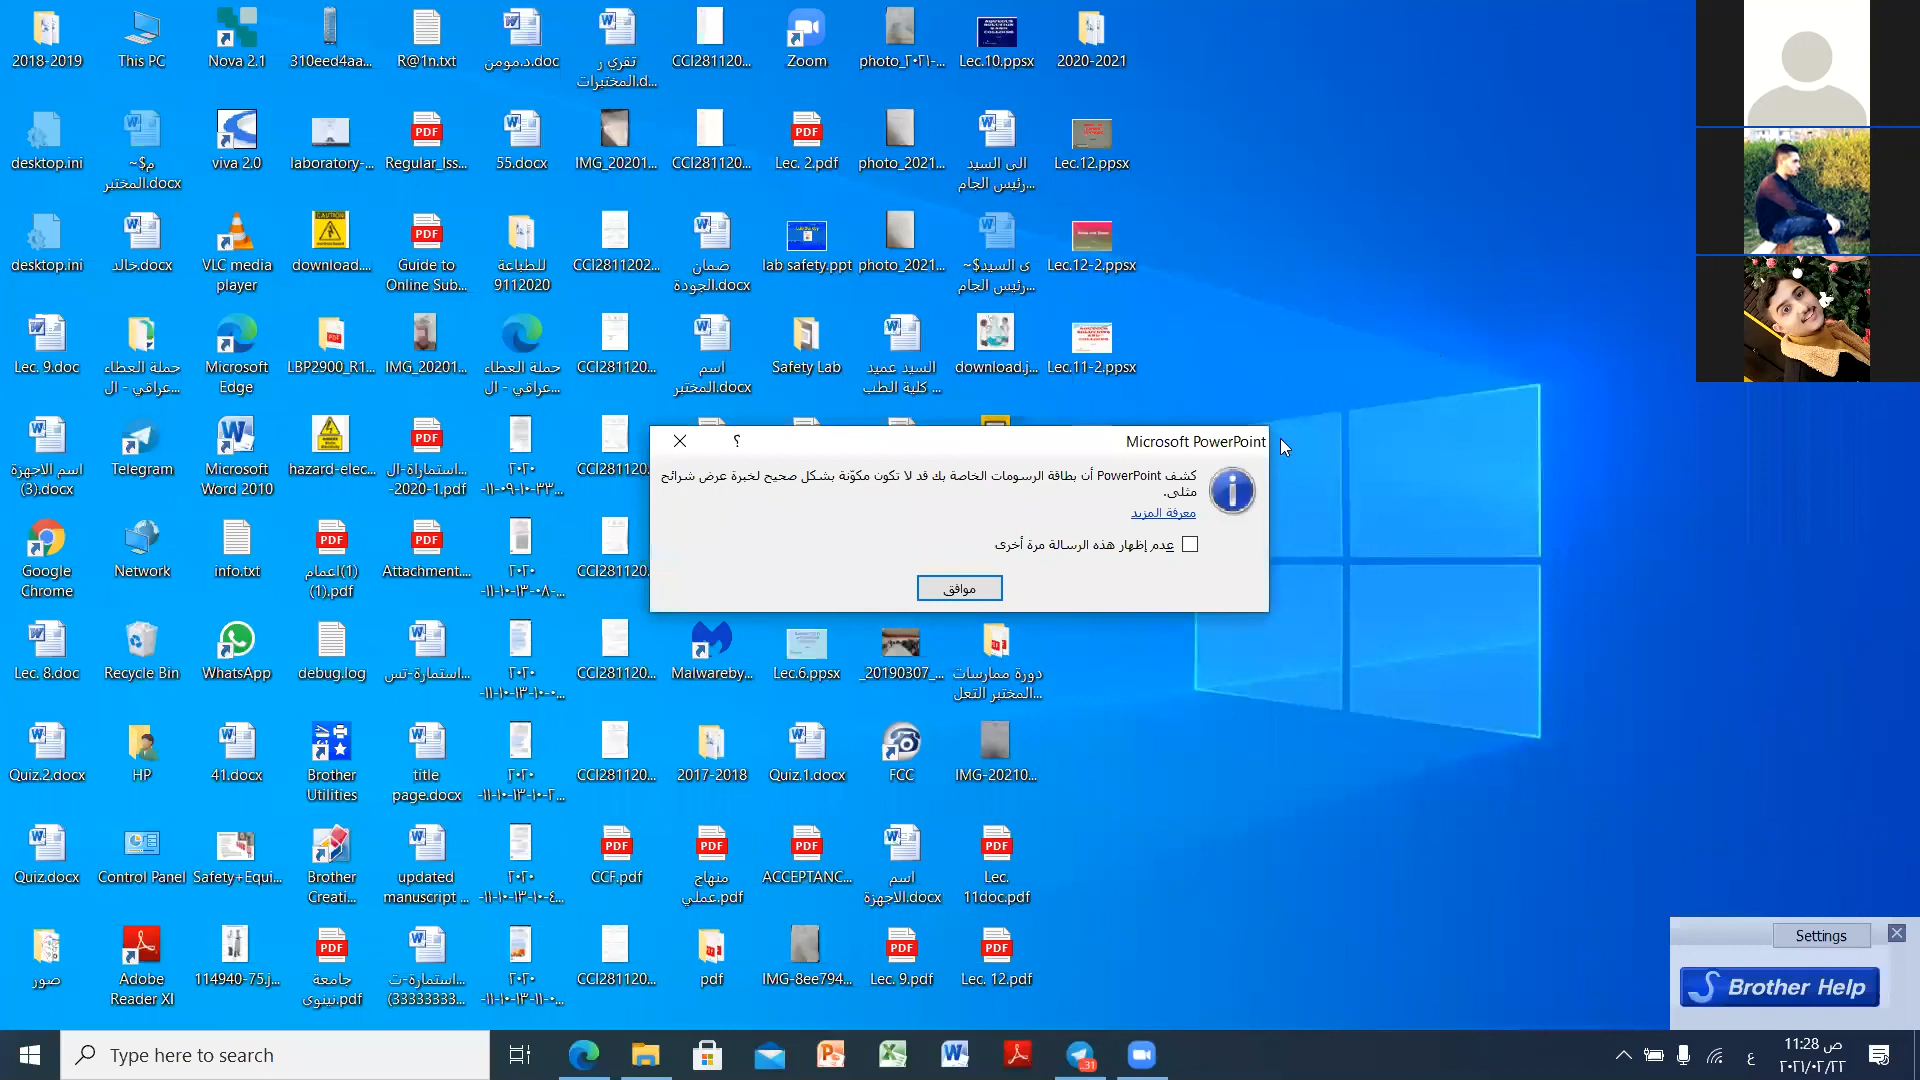 2018-2019
This PC
Nova 2.1
310eed4aa...
R@1n.txt
د.مومن.doc
تقرير
المختبرات.d...
CCI281120...
Zoom
photo_٢٠٢١-...
Lec.10.ppsx
2020-2021
desktop.ini
~$م
المختبر.docx
viva 2.0
laboratory-...
Regular_Iss...
55.docx
IMG_20201...
CCI281120...
Lec. 2.pdf
photo_2021...
الى السيد
رئيس الجام...
Lec.12.ppsx
desktop.ini
خالد.docx
VLC media
player
download....
Guide to
Online Sub...
للطباعة
9112020
CCI2811202...
ضمان
الجودة.docx
lab safety.ppt
photo_2021...
~$ى السيد
رئيس الجام...
Lec.12-2.ppsx
Lec. 9.doc
حملة العطاء
عراقي - ال...
Microsoft
Edge
LBP2900_R1...
IMG_20201...
حملة العطاء
عراقي - ال...
CCI281120...
اسم
المختبر.docx
Safety Lab
السيد عميد
كلية الطب ...
download.j...
Lec.11-2.ppsx
اسم الاجهزة
(3).docx
Telegram
Microsoft
Word 2010
hazard-elec...
استماراة-ال...
-2020-1.pdf
٢٠٢٠
-١١-٠٩-١٠-٣٣...
CCI281120.
Microsoft PowerPoint
؟
كشف PowerPoint أن بطاقة الرسومات الخاصة بك قد لا تكون مكوّنة بشكل صحيح لخبرة عرض شرائح
مثلى.
معرفة المزيد
عدم إظهار هذه الرسالة مرة أخرى
موافق
Google
Chrome
Network
info.txt
اعمام(1)
(1).pdf
Attachment....
٢٠٢٠
-١١-١٠-١٣-٠٨-...
CCI281120.
Lec. 8.doc
Recycle Bin
WhatsApp
debug.log
استمارة-تس...
٢٠٢٠
-١١-١٠-١٣-١٠-٠...
CCI281120...
Malwareby...
Lec.6.ppsx
_20190307_...
دورة ممارسات
المختبر التعل...
Quiz.2.docx
HP
41.docx
Brother
Utilities
title
page.docx
٢٠٢٠
-١١-١٠-١٣-١٠-٢...
CCI281120...
2017-2018
Quiz.1.docx
FCC
IMG-20210...
Quiz.docx
Control Panel
Safety+Equi...
Brother
Creati...
updated
manuscript ...
٢٠٢٠
-١١-١٠-١٣-١٠-٤...
CCF.pdf
منهاج
عملي.pdf
ACCEPTANC...
اسم
الاجهزة.docx
Lec.
11doc.pdf
صور
Adobe
Reader XI
114940-75.j...
جامعة
نينوى.pdf
استمارة-ت...
(33333333...
٢٠٢٠
-١١-١٠-١٣-١١-٠...
CCI281120...
pdf
IMG-8ee794...
Lec. 9.pdf
Lec. 12.pdf
Settings
Brother Help
Type here to search
31
ع
11:28 ص
٢٠٢١/٠٢/٢٢